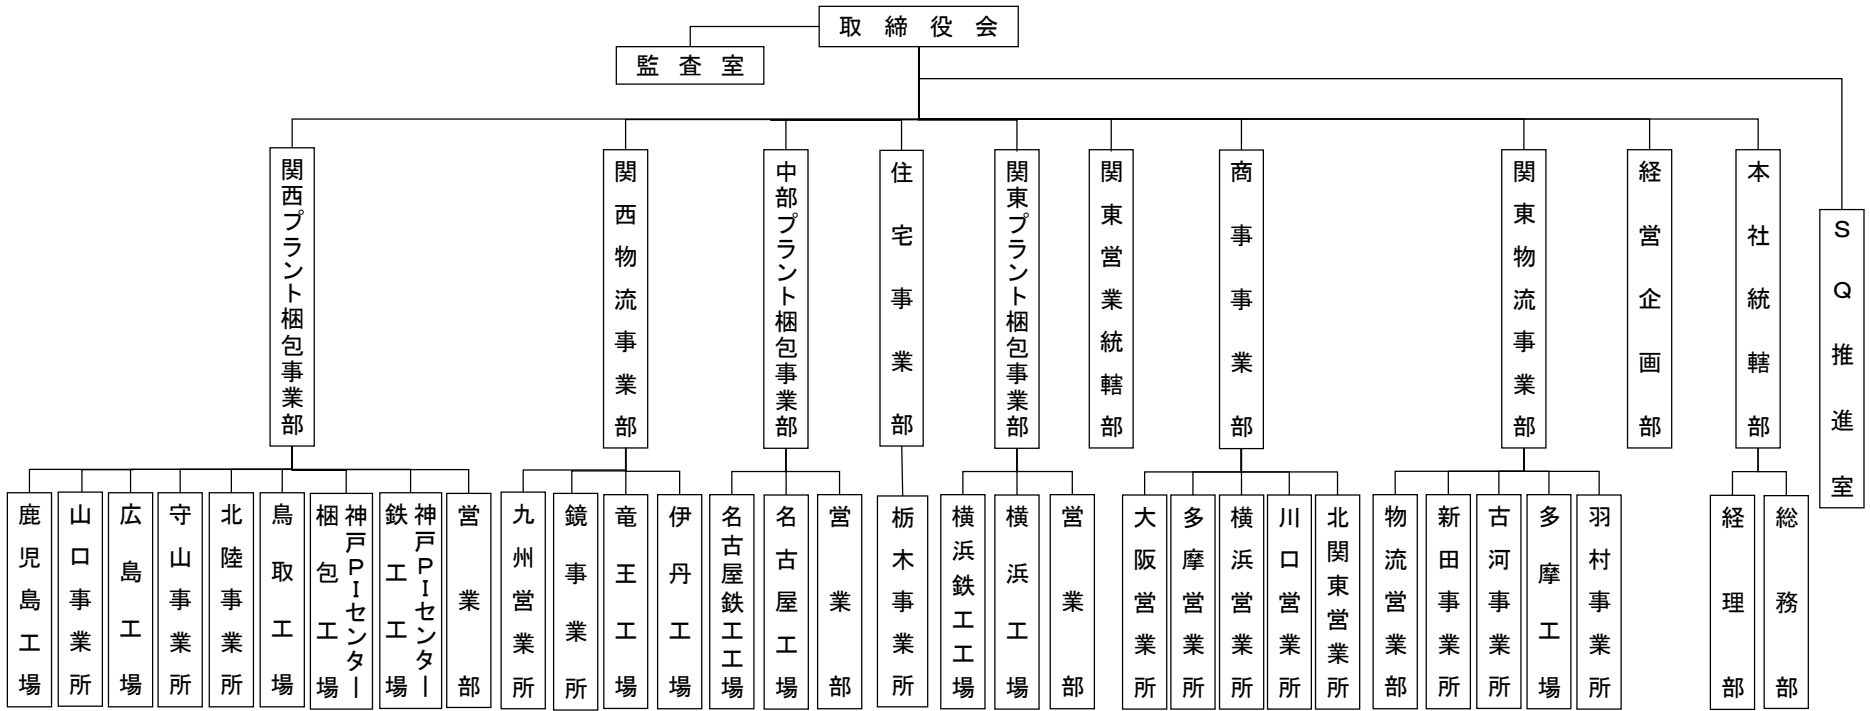 取締役会
監査室
関西プラント梱包事業部
関西物流事業部
中部プラント梱包事業部
住宅事業部
関東プラント梱包事業部
関東営業統轄部
商事事業部
関東物流事業部
経営企画部
本社統轄部
SQ推進室
鹿児島工場
山口事業所
広島工場
守山事業所
北陸事業所
鳥取工場
神戸PIセンター
梱包工場
神戸PIセンター
鉄工工場
営業部
九州営業所
鏡事業所
竜王工場
伊丹工場
名古屋鉄工工場
名古屋工場
営業部
栃木事業所
横浜鉄工工場
横浜工場
営業部
大阪営業所
多摩営業所
横浜営業所
川口営業所
北関東営業所
物流営業部
新田事業所
古河事業所
多摩工場
羽村事業所
経理部
総務部